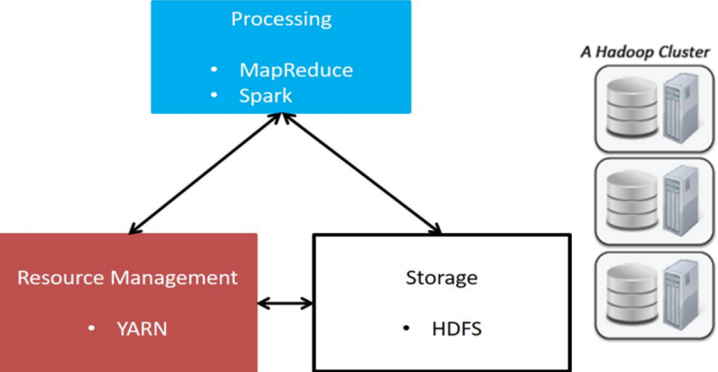 Processing
• MapReduce
• Spark
A Hadoop Cluster
Resource Management
• YARN
Storage
• HDFS